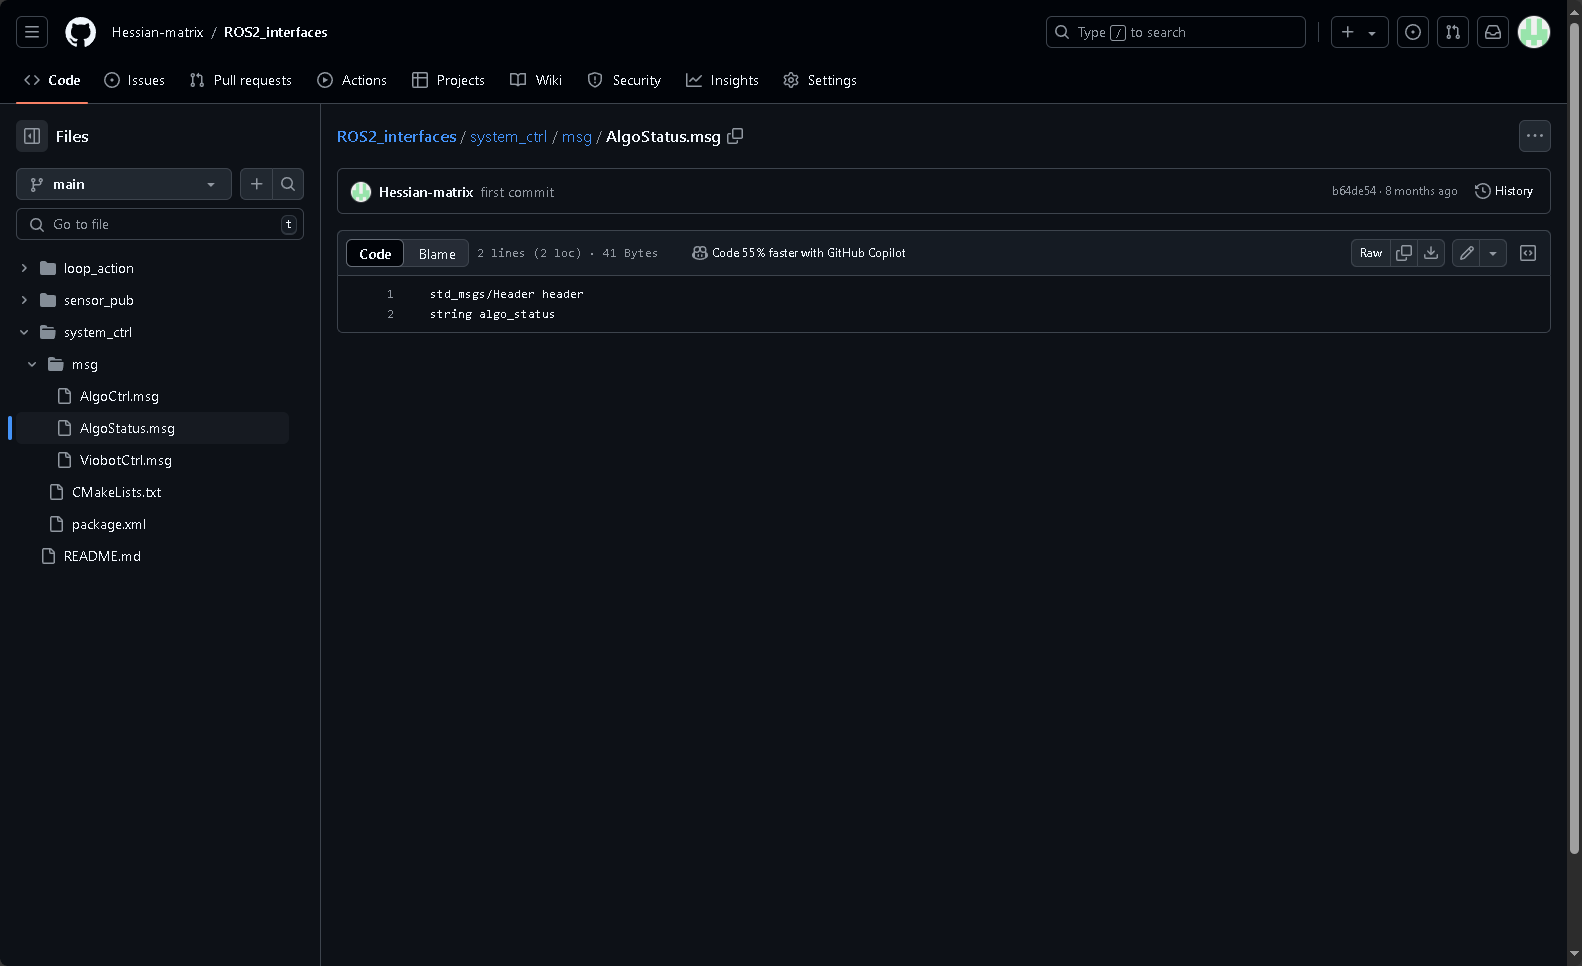 Hessian-matrix / ROS2_interfaces
Type / to search
Code Issues Pull requests Actions Projects Wiki Security Insights Settings
Files
main
Go to file t
loop_action
sensor_pub
system_ctrl
msg
AlgoCtrl.msg
AlgoStatus.msg
ViobotCtrl.msg
CMakeLists.txt
package.xml
README.md
ROS2_interfaces / system_ctrl / msg / AlgoStatus.msg
Hessian-matrix first commit b64de54 · 8 months ago History
Code Blame 2 lines (2 loc) · 41 Bytes Code 55% faster with GitHub Copilot Raw
1 std_msgs/Header header
2 string algo_status